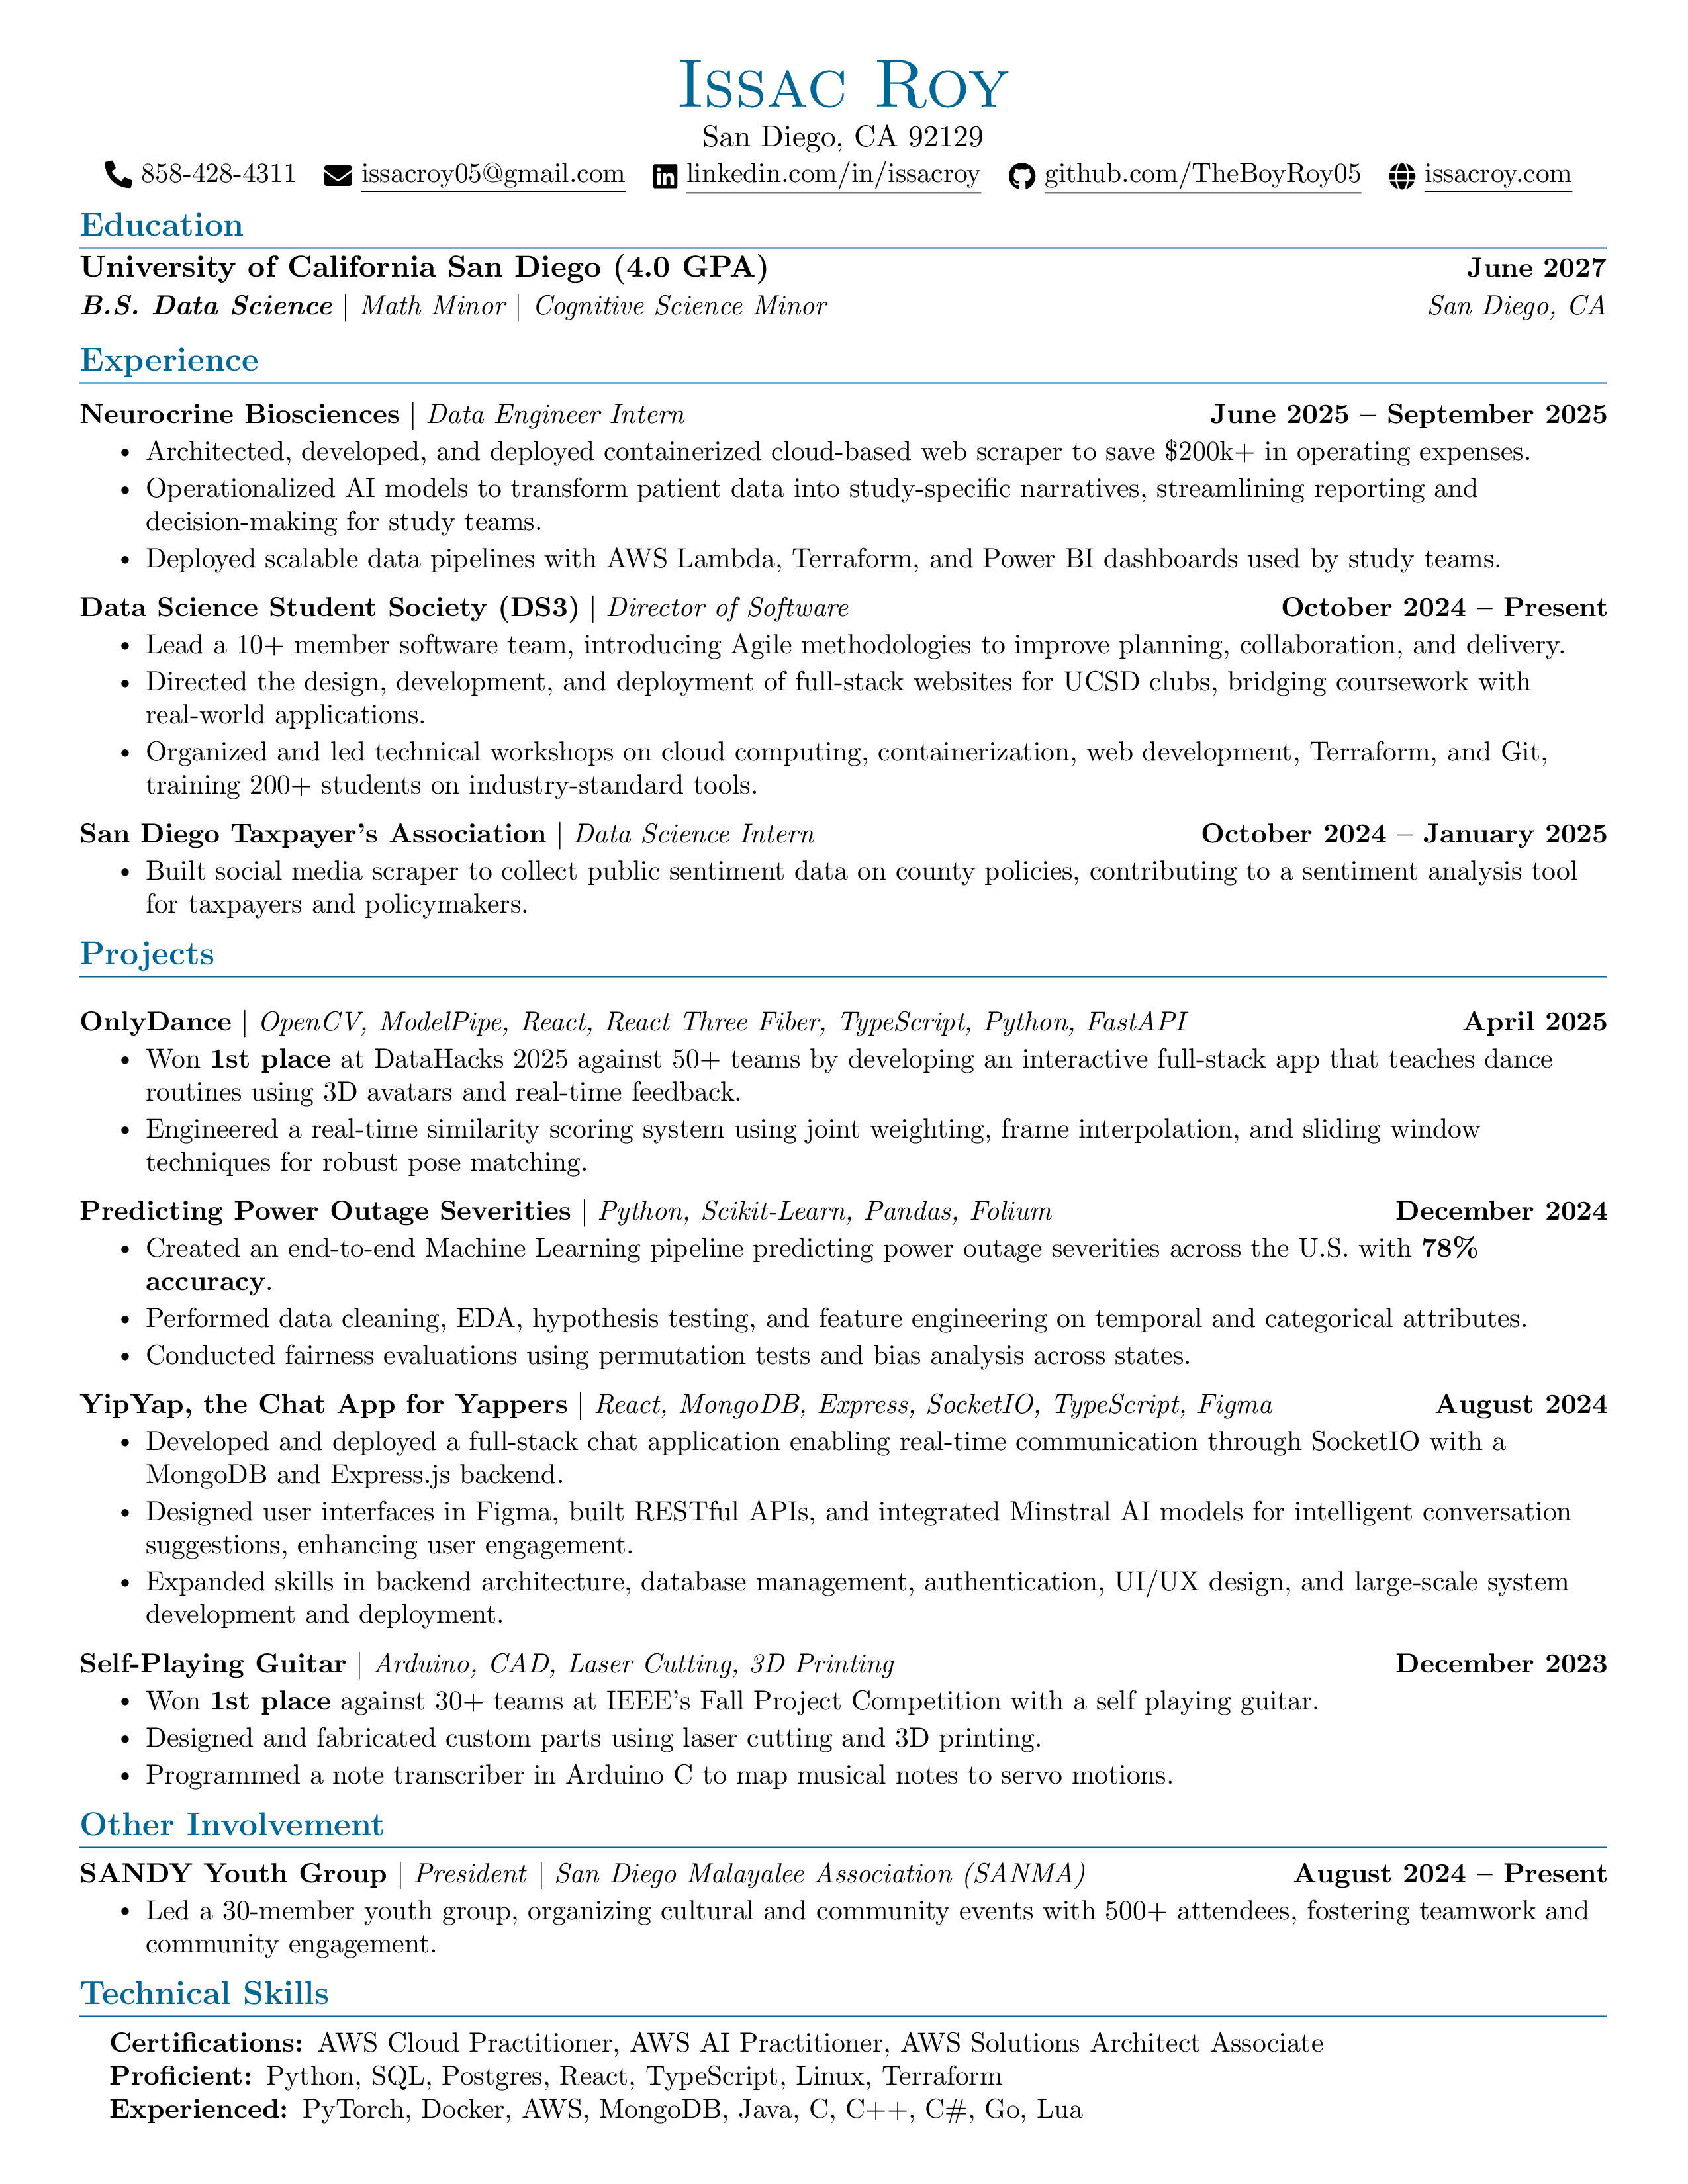 Issac Roy
San Diego, CA 92129
858-428-4311 issacroy05@gmail.com linkedin.com/in/issacroy github.com/TheBoyRoy05 issacroy.com
Education
University of California San Diego (4.0 GPA) June 2027
B.S. Data Science | Math Minor | Cognitive Science Minor San Diego, CA
Experience
Neurocrine Biosciences | Data Engineer Intern June 2025 – September 2025
• Architected, developed, and deployed containerized cloud-based web scraper to save $200k+ in operating expenses.
• Operationalized AI models to transform patient data into study-specific narratives, streamlining reporting and
decision-making for study teams.
• Deployed scalable data pipelines with AWS Lambda, Terraform, and Power BI dashboards used by study teams.
Data Science Student Society (DS3) | Director of Software October 2024 – Present
• Lead a 10+ member software team, introducing Agile methodologies to improve planning, collaboration, and delivery.
• Directed the design, development, and deployment of full-stack websites for UCSD clubs, bridging coursework with
real-world applications.
• Organized and led technical workshops on cloud computing, containerization, web development, Terraform, and Git,
training 200+ students on industry-standard tools.
San Diego Taxpayer's Association | Data Science Intern October 2024 – January 2025
• Built social media scraper to collect public sentiment data on county policies, contributing to a sentiment analysis tool
for taxpayers and policymakers.
Projects
OnlyDance | OpenCV, ModelPipe, React, React Three Fiber, TypeScript, Python, FastAPI April 2025
• Won 1st place at DataHacks 2025 against 50+ teams by developing an interactive full-stack app that teaches dance
routines using 3D avatars and real-time feedback.
• Engineered a real-time similarity scoring system using joint weighting, frame interpolation, and sliding window
techniques for robust pose matching.
Predicting Power Outage Severities | Python, Scikit-Learn, Pandas, Folium December 2024
• Created an end-to-end Machine Learning pipeline predicting power outage severities across the U.S. with 78%
accuracy.
• Performed data cleaning, EDA, hypothesis testing, and feature engineering on temporal and categorical attributes.
• Conducted fairness evaluations using permutation tests and bias analysis across states.
YipYap, the Chat App for Yappers | React, MongoDB, Express, SocketIO, TypeScript, Figma August 2024
• Developed and deployed a full-stack chat application enabling real-time communication through SocketIO with a
MongoDB and Express.js backend.
• Designed user interfaces in Figma, built RESTful APIs, and integrated Minstral AI models for intelligent conversation
suggestions, enhancing user engagement.
• Expanded skills in backend architecture, database management, authentication, UI/UX design, and large-scale system
development and deployment.
Self-Playing Guitar | Arduino, CAD, Laser Cutting, 3D Printing December 2023
• Won 1st place against 30+ teams at IEEE's Fall Project Competition with a self playing guitar.
• Designed and fabricated custom parts using laser cutting and 3D printing.
• Programmed a note transcriber in Arduino C to map musical notes to servo motions.
Other Involvement
SANDY Youth Group | President | San Diego Malayalee Association (SANMA) August 2024 – Present
• Led a 30-member youth group, organizing cultural and community events with 500+ attendees, fostering teamwork and
community engagement.
Technical Skills
Certifications: AWS Cloud Practitioner, AWS AI Practitioner, AWS Solutions Architect Associate
Proficient: Python, SQL, Postgres, React, TypeScript, Linux, Terraform
Experienced: PyTorch, Docker, AWS, MongoDB, Java, C, C++, C#, Go, Lua